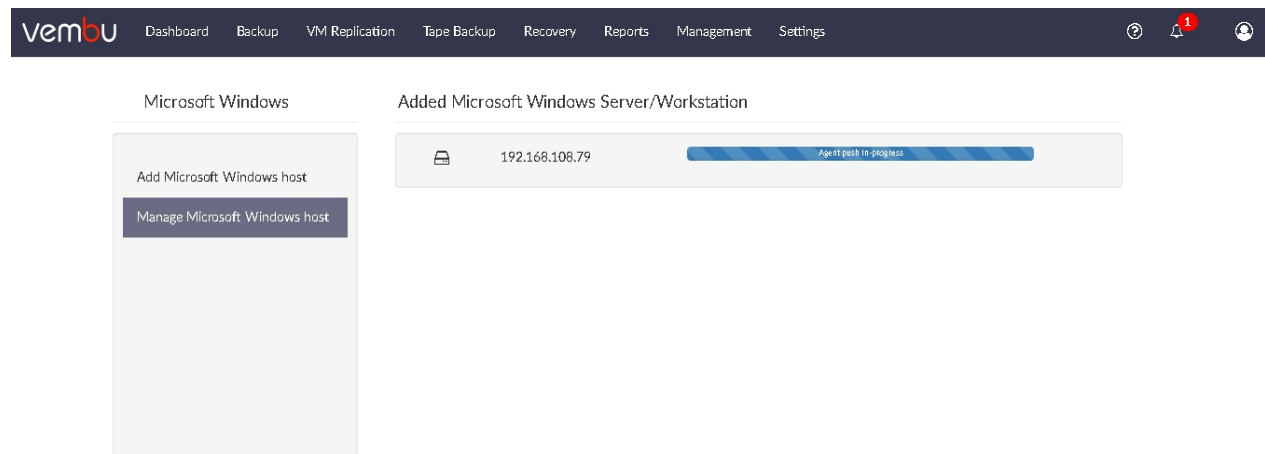 vembu Dashboard Backup VM Replication Tape Backup Recovery Reports Management Settings 1
Microsoft Windows
Added Microsoft Windows Server/Workstation
192.168.108.79 Agent push in-progress
Add Microsoft Windows host
Manage Microsoft Windows host